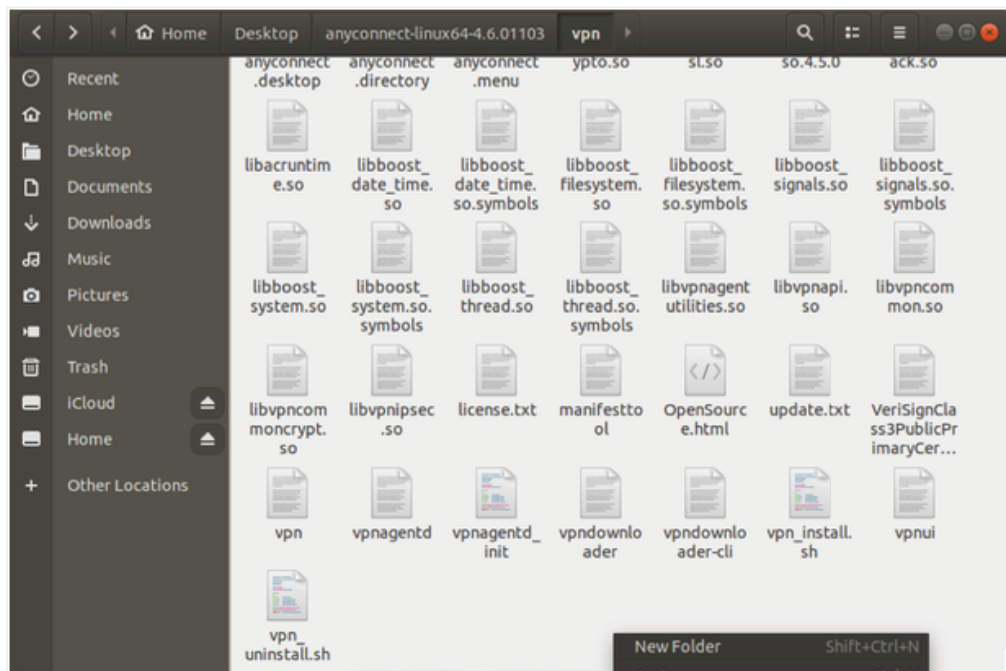 Home Desktop anyconnect-linux64-4.6.01103 vpn
Recent
Home
Desktop
Documents
Downloads
Music
Pictures
Videos
Trash
iCloud
Home
Other Locations
anyconnect anyconnect anyconnect ypto.so sl.so so.4.5.0 ack.so
.desktop .directory .menu
libacruntim libboost_ libboost_ libboost_ libboost_ libboost_ libboost_
e.so date_time. date_time. filesystem. filesystem. signals.so signals.so.
so so.symbols so so.symbols symbols
libboost_ libboost_ libboost_ libboost_ libvpnagent libvpnapi. libvpncom
system.so system.so. thread.so thread.so. utilities.so so mon.so
symbols symbols
libvpncom libvpnipsec license.txt manifestto OpenSourc update.txt VeriSignCla
moncrypt. .so ol e.html ss3PublicPr
so imaryCer...
vpn vpnagentd vpnagentd_ vpndownlo vpndownlo vpn_install. vpnui
init ader ader-cli sh
vpn_
uninstall.sh
New Folder Shift+Ctrl+N